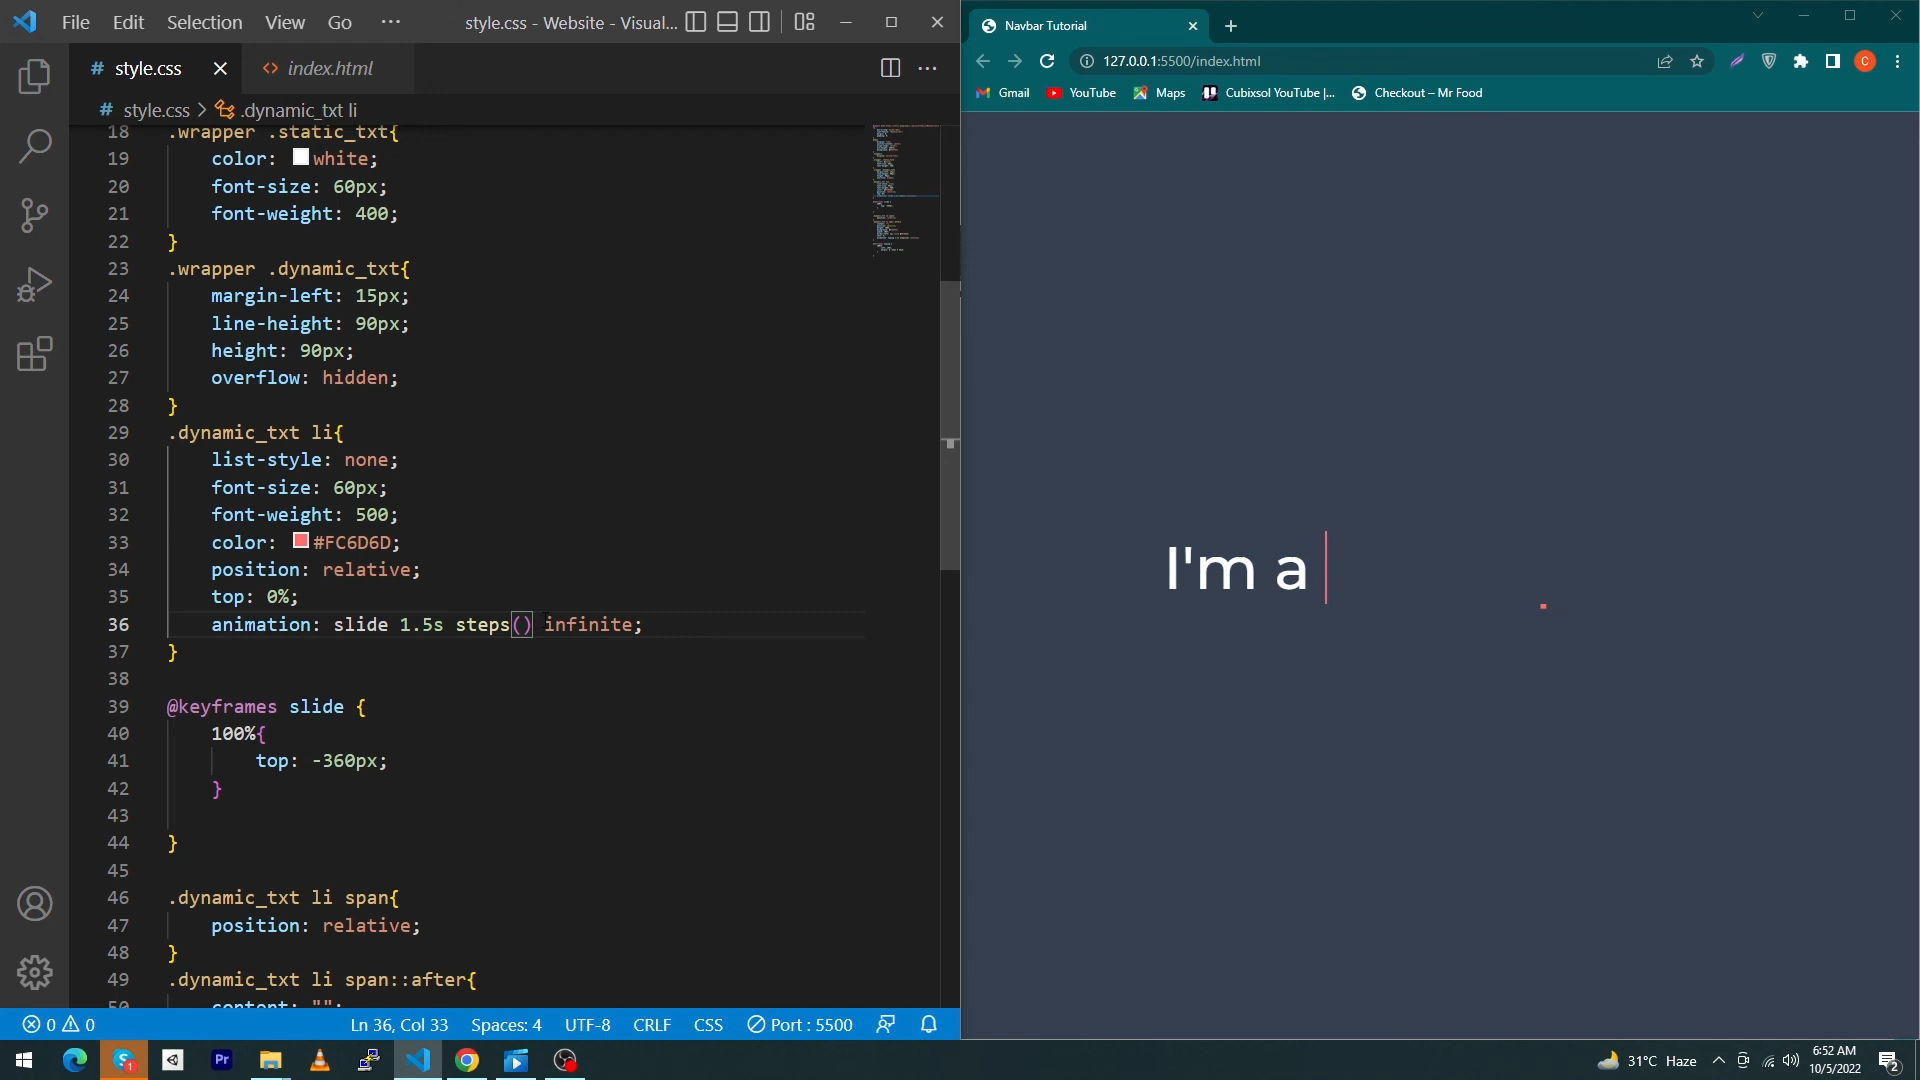 File Edit Selection View Go ··· style.css - Website - Visual...
# style.css <> index.html
# style.css > .dynamic_txt li
18 .wrapper .static_txt{
19 color: white;
20 font-size: 60px;
21 font-weight: 400;
22 }
23 .wrapper .dynamic_txt{
24 margin-left: 15px;
25 line-height: 90px;
26 height: 90px;
27 overflow: hidden;
28 }
29 .dynamic_txt li{
30 list-style: none;
31 font-size: 60px;
32 font-weight: 500;
33 color: #FC6D6D;
34 position: relative;
35 top: 0%;
36 animation: slide 1.5s steps() infinite;
37 }
38
39 @keyframes slide {
40 100%{
41 top: -360px;
42 }
43
44 }
45
46 .dynamic_txt li span{
47 position: relative;
48 }
49 .dynamic_txt li span::after{
50 content: "";
0 0 Ln 36, Col 33 Spaces: 4 UTF-8 CRLF CSS Port : 5500
Navbar Tutorial
127.0.0.1:5500/index.html C
Gmail YouTube Maps Cubixsol YouTube |... Checkout – Mr Food
I'm a
S 1 Pr 31°C Haze 6:52 AM
10/5/2022 2